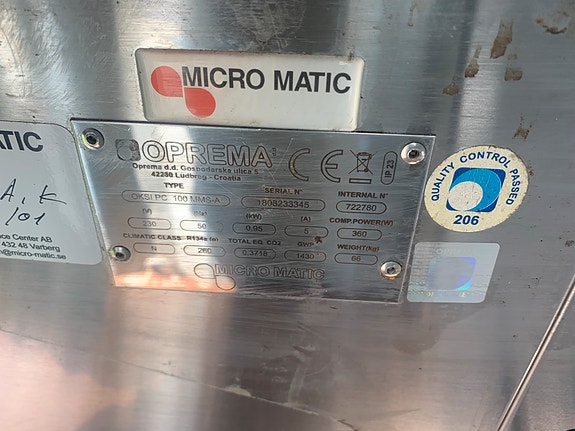 MICRO MATIC
OPREMA d.d.
Oprema d.d. Gospodarska ulica 5
42230 Ludbreg - Croatia
CE
IP 23
TYPE SERIAL N° INTERNAL N°
OKSI.PC 100 MMS-A 1808233345 722780
(V) (Hz) (kW) (A) COMP.POWER(W)
230 50 0.95 5 360
CLIMATIC CLASS R134a (g) TOTAL EQ. CO2 GWP WEIGHT(kg)
N 260 0.3718 1430 66
MICRO MATIC
QUALITY CONTROL PASSED
206
ATIC
A.K
/01
nce Center AB
432 48 Varberg
@micro-matic.se